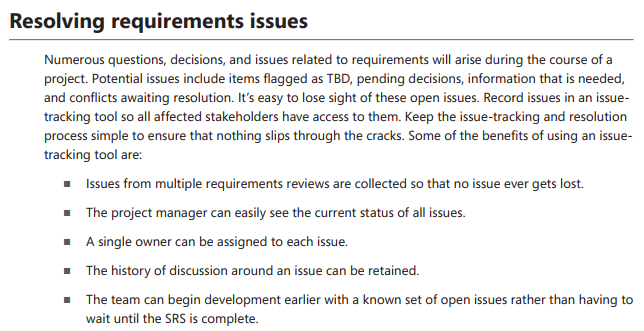 Resolving requirements issues
Numerous questions, decisions, and issues related to requirements will arise during the course of a
project. Potential issues include items flagged as TBD, pending decisions, information that is needed,
and conflicts awaiting resolution. It’s easy to lose sight of these open issues. Record issues in an issue-
tracking tool so all affected stakeholders have access to them. Keep the issue-tracking and resolution
process simple to ensure that nothing slips through the cracks. Some of the benefits of using an issue-
tracking tool are:
■ Issues from multiple requirements reviews are collected so that no issue ever gets lost.
■ The project manager can easily see the current status of all issues.
■ A single owner can be assigned to each issue.
■ The history of discussion around an issue can be retained.
■ The team can begin development earlier with a known set of open issues rather than having to
wait until the SRS is complete.